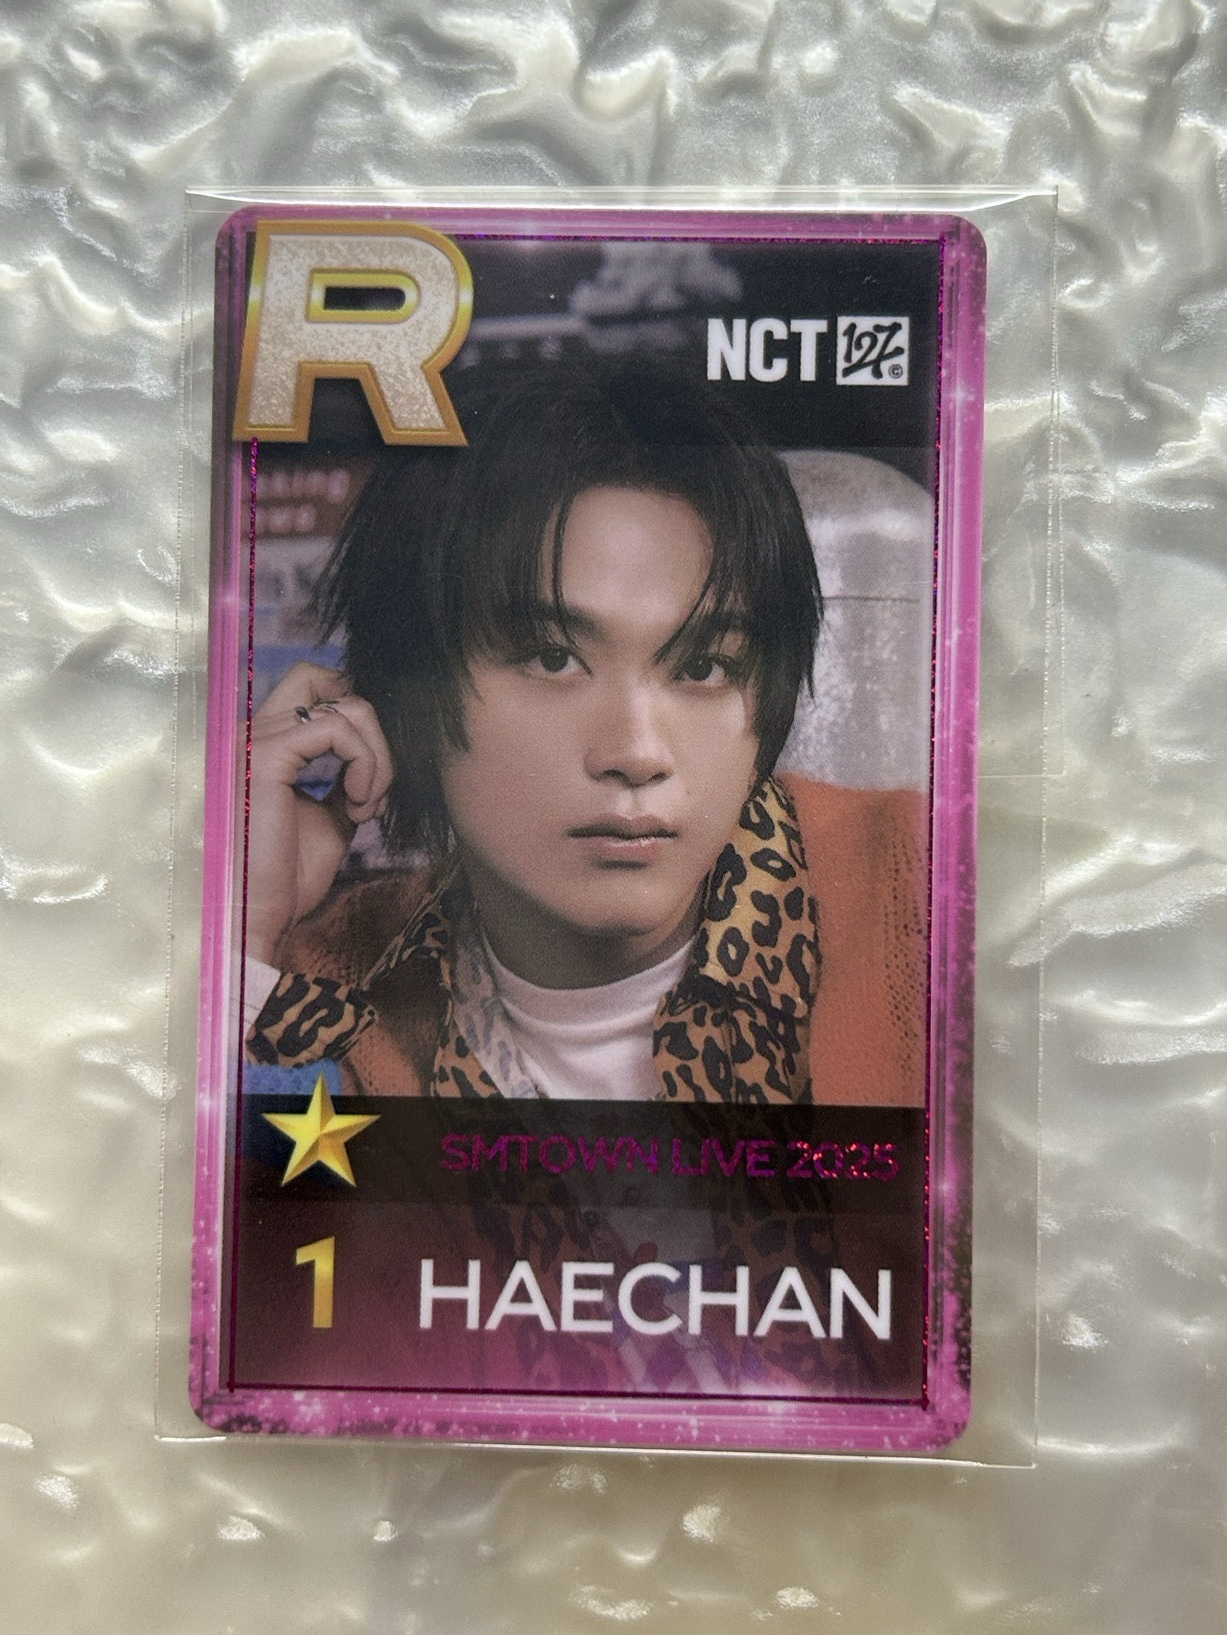 R
NCT 127 ©
SMTOWN LIVE 2025
1 HAECHAN